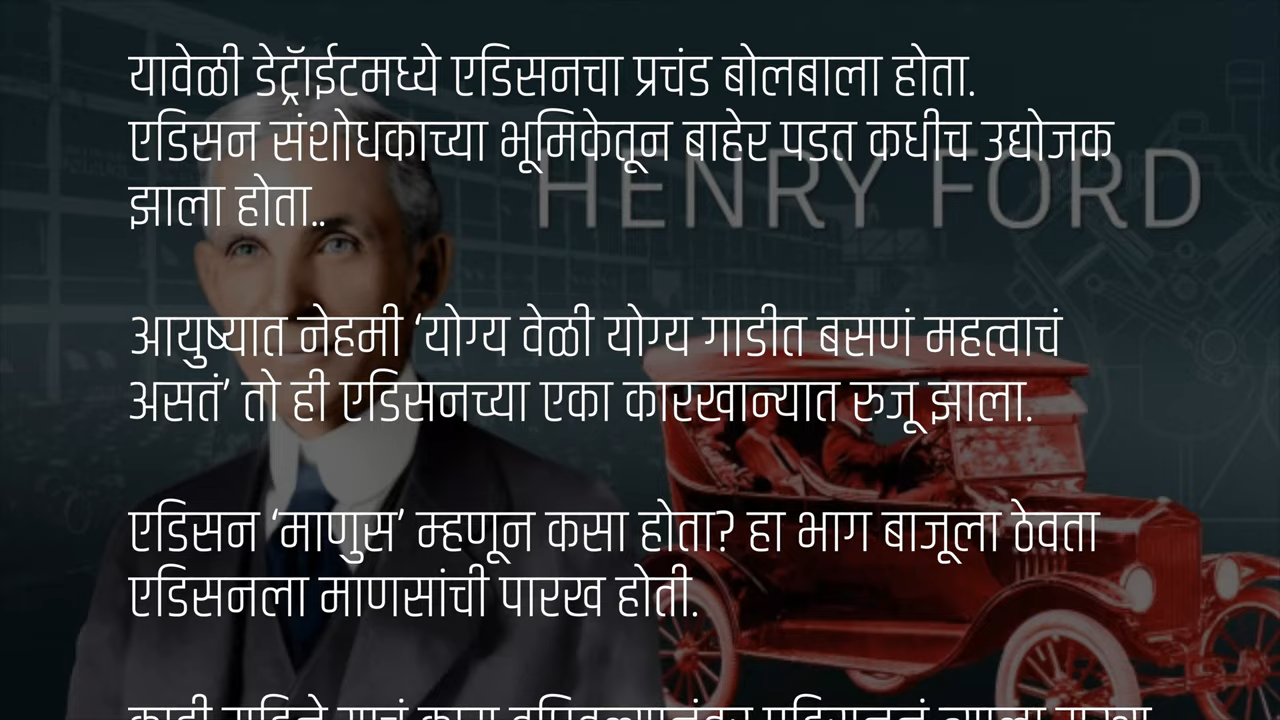 यावेळी डेट्रॉईटमध्ये एडिसनचा प्रचंड बोलबाला होता.
एडिसन संशोधकाच्या भूमिकेतून बाहेर पडत कधीच उद्योजक
HENRY FORD
झाला होता..
आयुष्यात नेहमी ‘योग्य वेळी योग्य गाडीत बसणं महत्वाचं
असतं’ तो ही एडिसनच्या एका कारखान्यात रुजू झाला.
एडिसन ‘माणुस’ म्हणून कसा होता? हा भाग बाजूला ठेवता
एडिसनला माणसांची पारख होती.